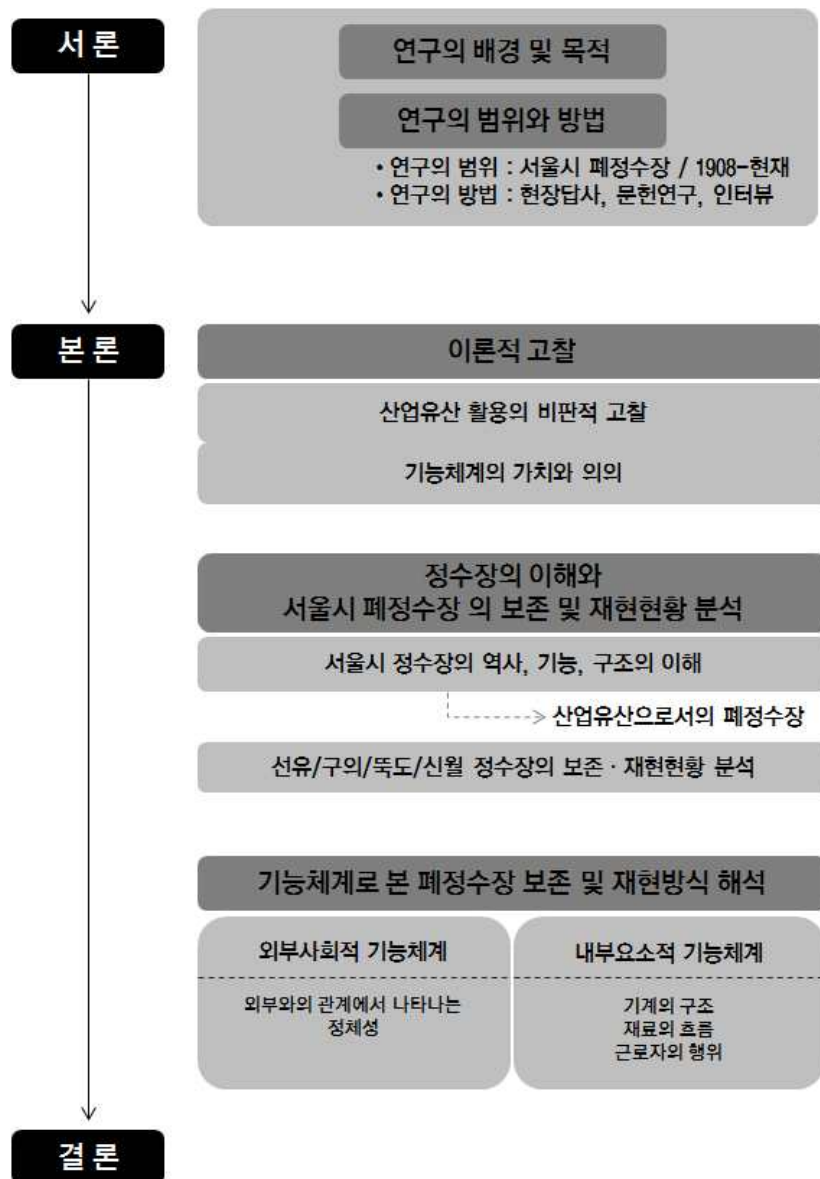 서 론
연구의 배경 및 목적
연구의 범위와 방법
• 연구의 범위 : 서울시 폐정수장 / 1908-현재
• 연구의 방법 : 현장답사, 문헌연구, 인터뷰
본 론
이론적 고찰
산업유산 활용의 비판적 고찰
기능체계의 가치와 의의
정수장의 이해와
서울시 폐정수장 의 보존 및 재현현황 분석
서울시 정수장의 역사, 기능, 구조의 이해
산업유산으로서의 폐정수장
선유/구의/뚝도/신월 정수장의 보존 · 재현현황 분석
기능체계로 본 폐정수장 보존 및 재현방식 해석
외부사회적 기능체계
외부와의 관계에서 나타나는
정체성
내부요소적 기능체계
기계의 구조
재료의 흐름
근로자의 행위
결 론